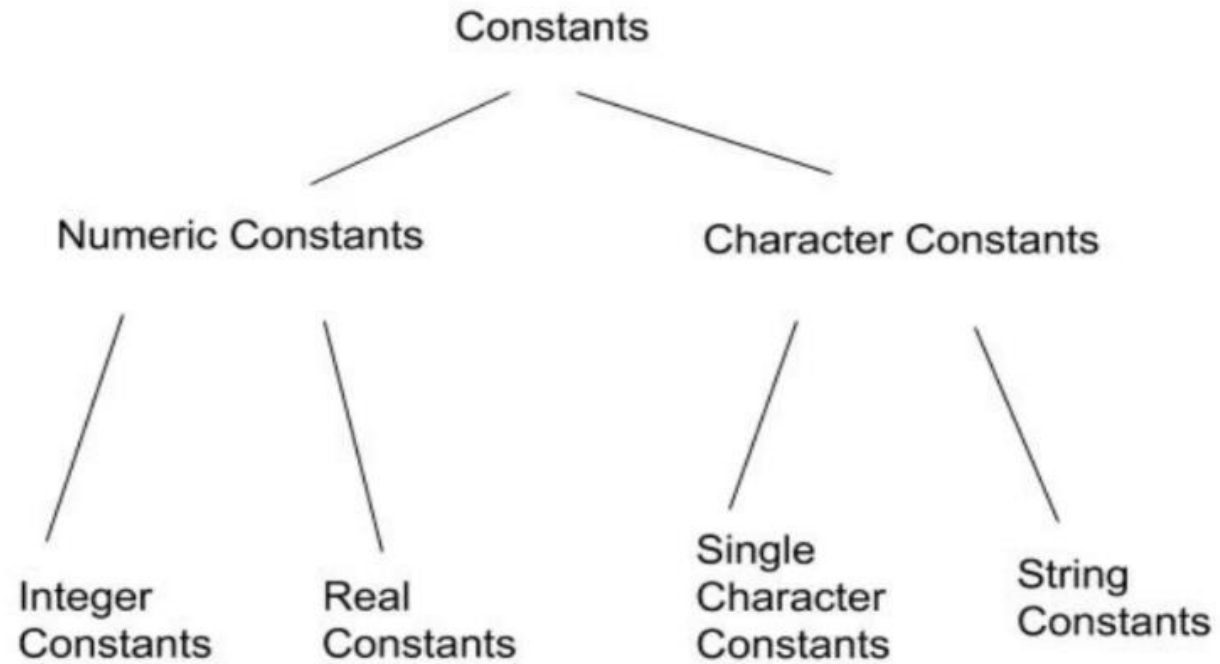 Constants
Numeric Constants
Character Constants
Integer
Constants
Real
Constants
Single
Character
Constants
String
Constants